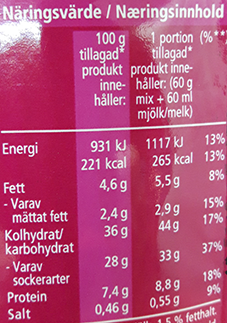 Näringsvärde / Næringsinnhold
100 g 1 portion (%**
tillagad* tillagad*
produkt produkt inne-
inne- håller: (60 g
håller: mix + 60 ml
mjölk/melk)
Energi 931 kJ 1117 kJ 13%
221 kcal 265 kcal 13%
Fett 4,6 g 5,5 g 8%
- Varav
mättat fett 2,4 g 2,9 g 15%
Kolhydrat/ 36 g 44 g 17%
karbohydrat
- Varav 28 g 33 g 37%
sockerarter
Protein 7,4 g 8,8 g 18%
Salt 0,46 g 0,55 g 9%
1,5 % fetthalt.